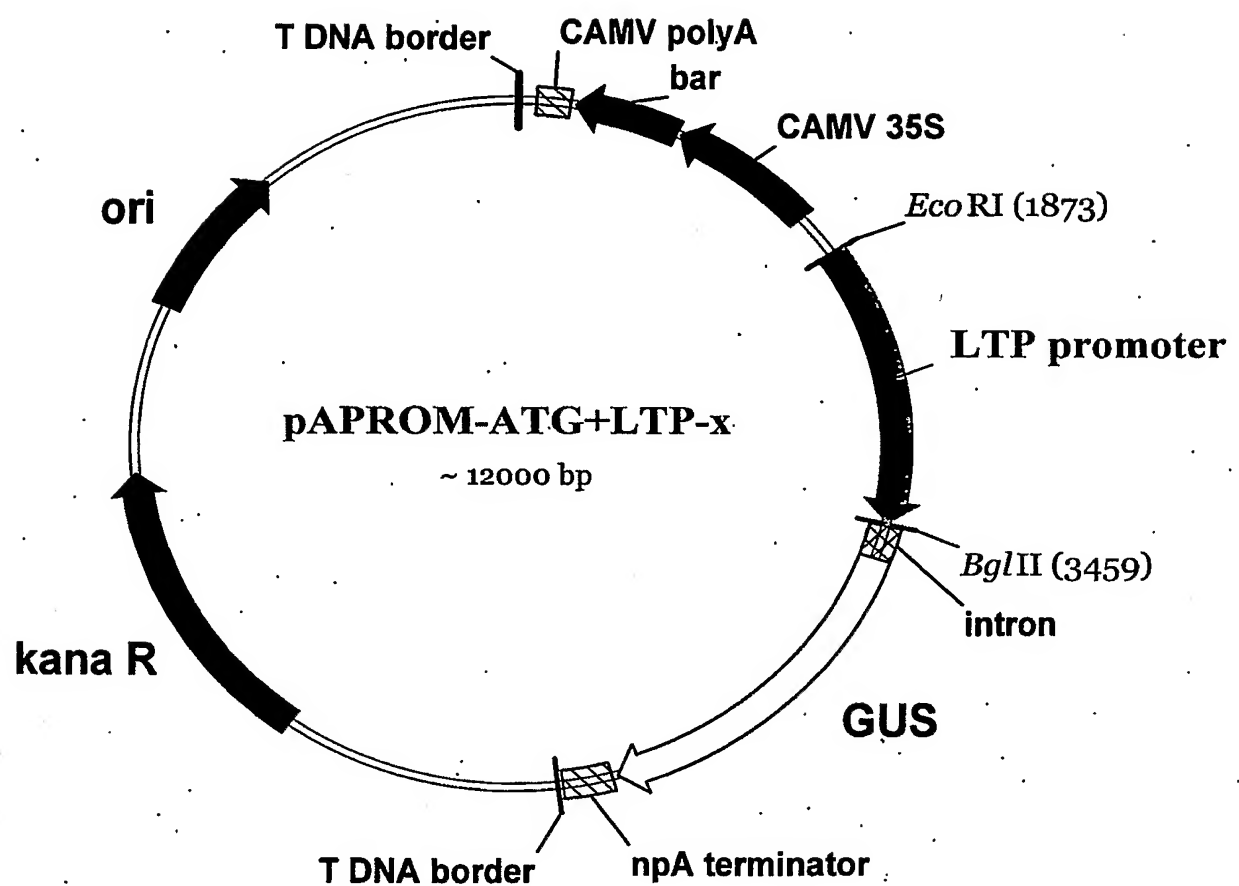 T DNA border
CAMV polyA
bar
CAMV 35S
EcoRI (1873)
ori
LTP promoter
pAPROM-ATG+LTP-x
~ 12000 bp
BglII (3459)
intron
kana R
GUS
T DNA border
npA terminator